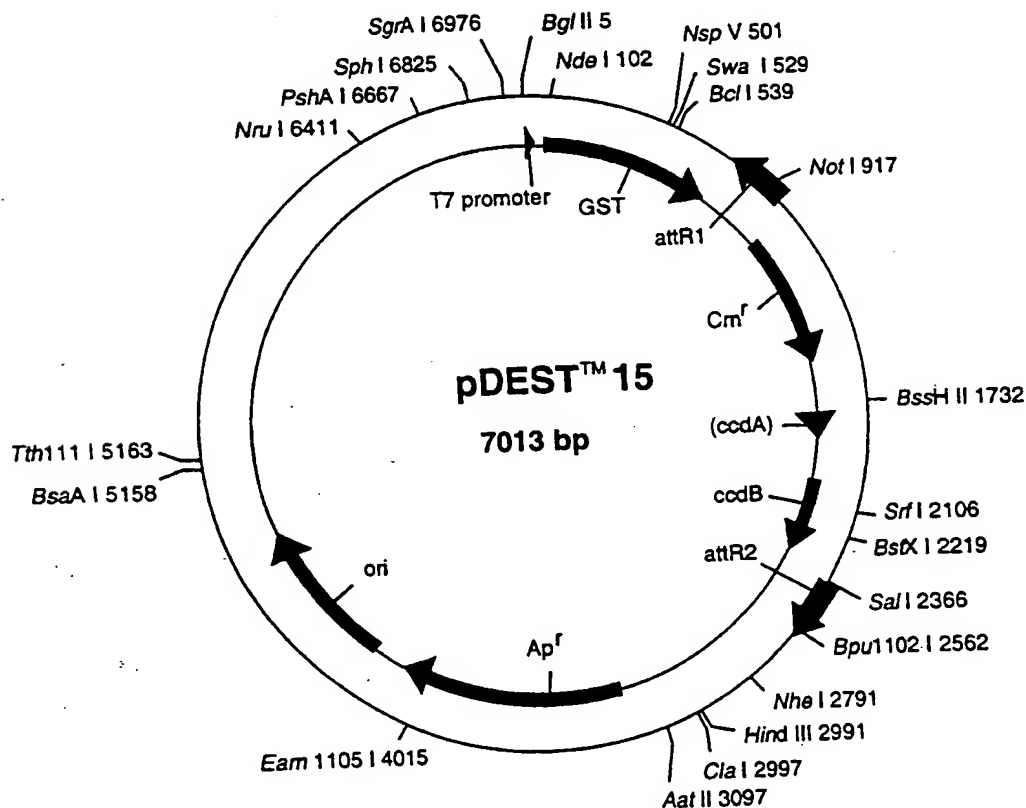 SgrA I 6976
Bgl II 5
Sph I 6825
Nde I 102
PshA I 6667
Nru I 6411
Nsp V 501
Swa I 529
Bcl I 539
Not I 917
T7 promoter
GST
attR1
Cmʳ
pDEST™ 15
7013 bp
BssH II 1732
(ccdA)
ccdB
Srf I 2106
BstX I 2219
attR2
Sal I 2366
Bpu1102 I 2562
Tth111 I 5163
BsaA I 5158
ori
Apʳ
Nhe I 2791
Hind III 2991
Cla I 2997
Aat II 3097
Eam 1105 I 4015